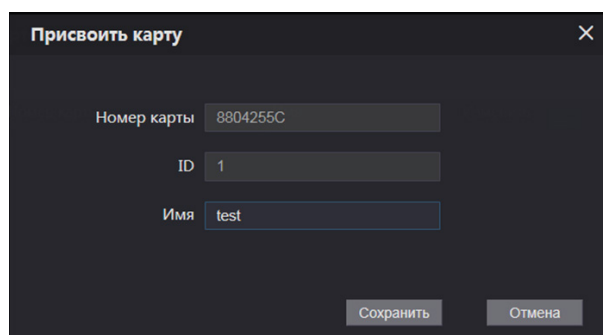 Присвоить карту
Номер карты 8804255C
ID 1
Имя test
Сохранить Отмена